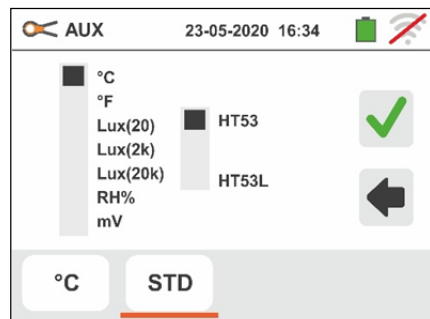 AUX 23-05-2020 16:34
°C
°F
Lux(20)
HT53
Lux(2k)
Lux(20k)
HT53L
RH%
mV
°C STD